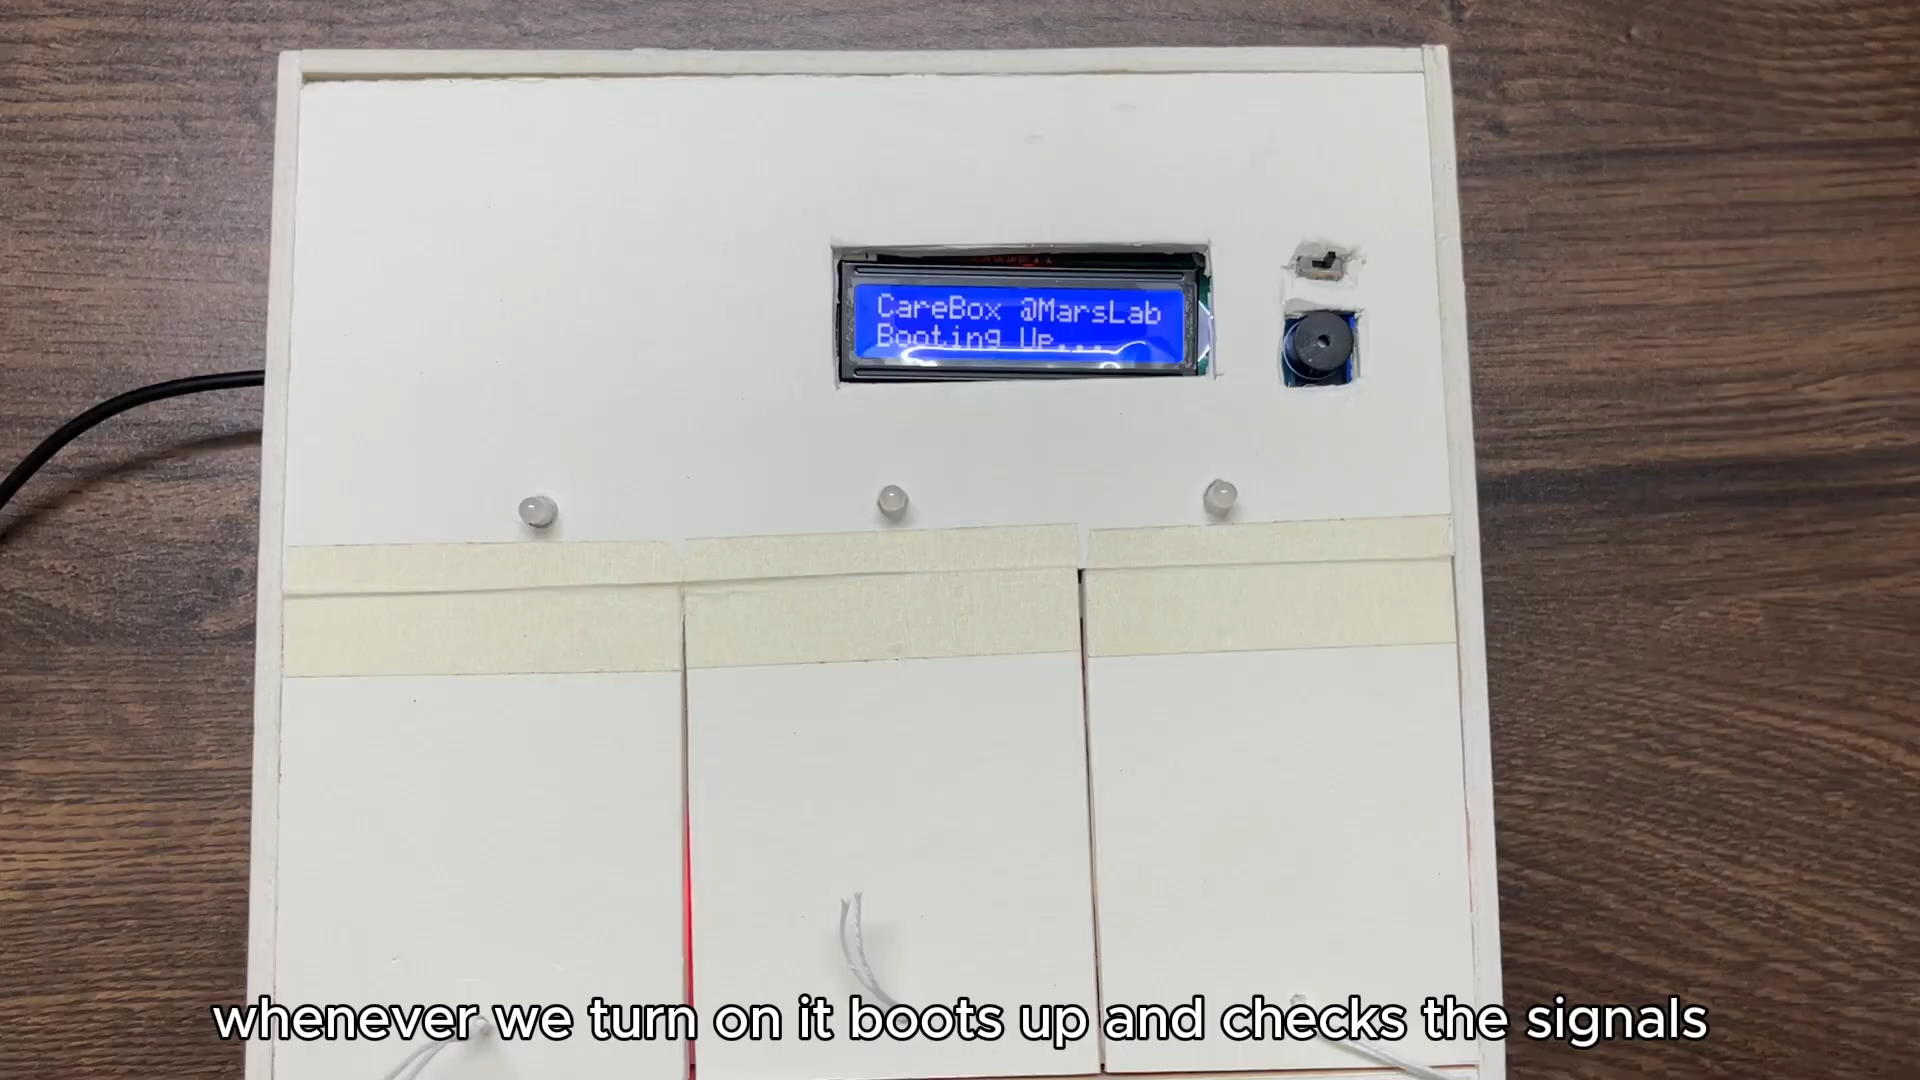 CareBox @MarsLab
Booting Up...
whenever we turn on it boots up and checks the signals